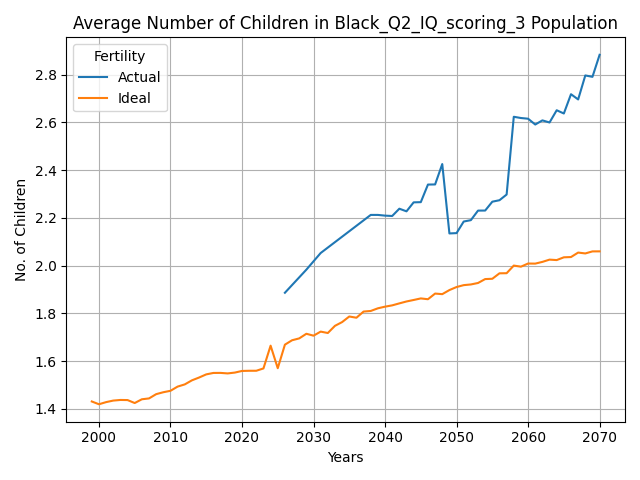 Average Number of Children in Black_Q2_IQ_scoring_3 Population
Fertility
Actual
Ideal
No. of Children
2.8
2.6
2.4
2.2
2.0
1.8
1.6
1.4
2000 2010 2020 2030 2040 2050 2060 2070
Years